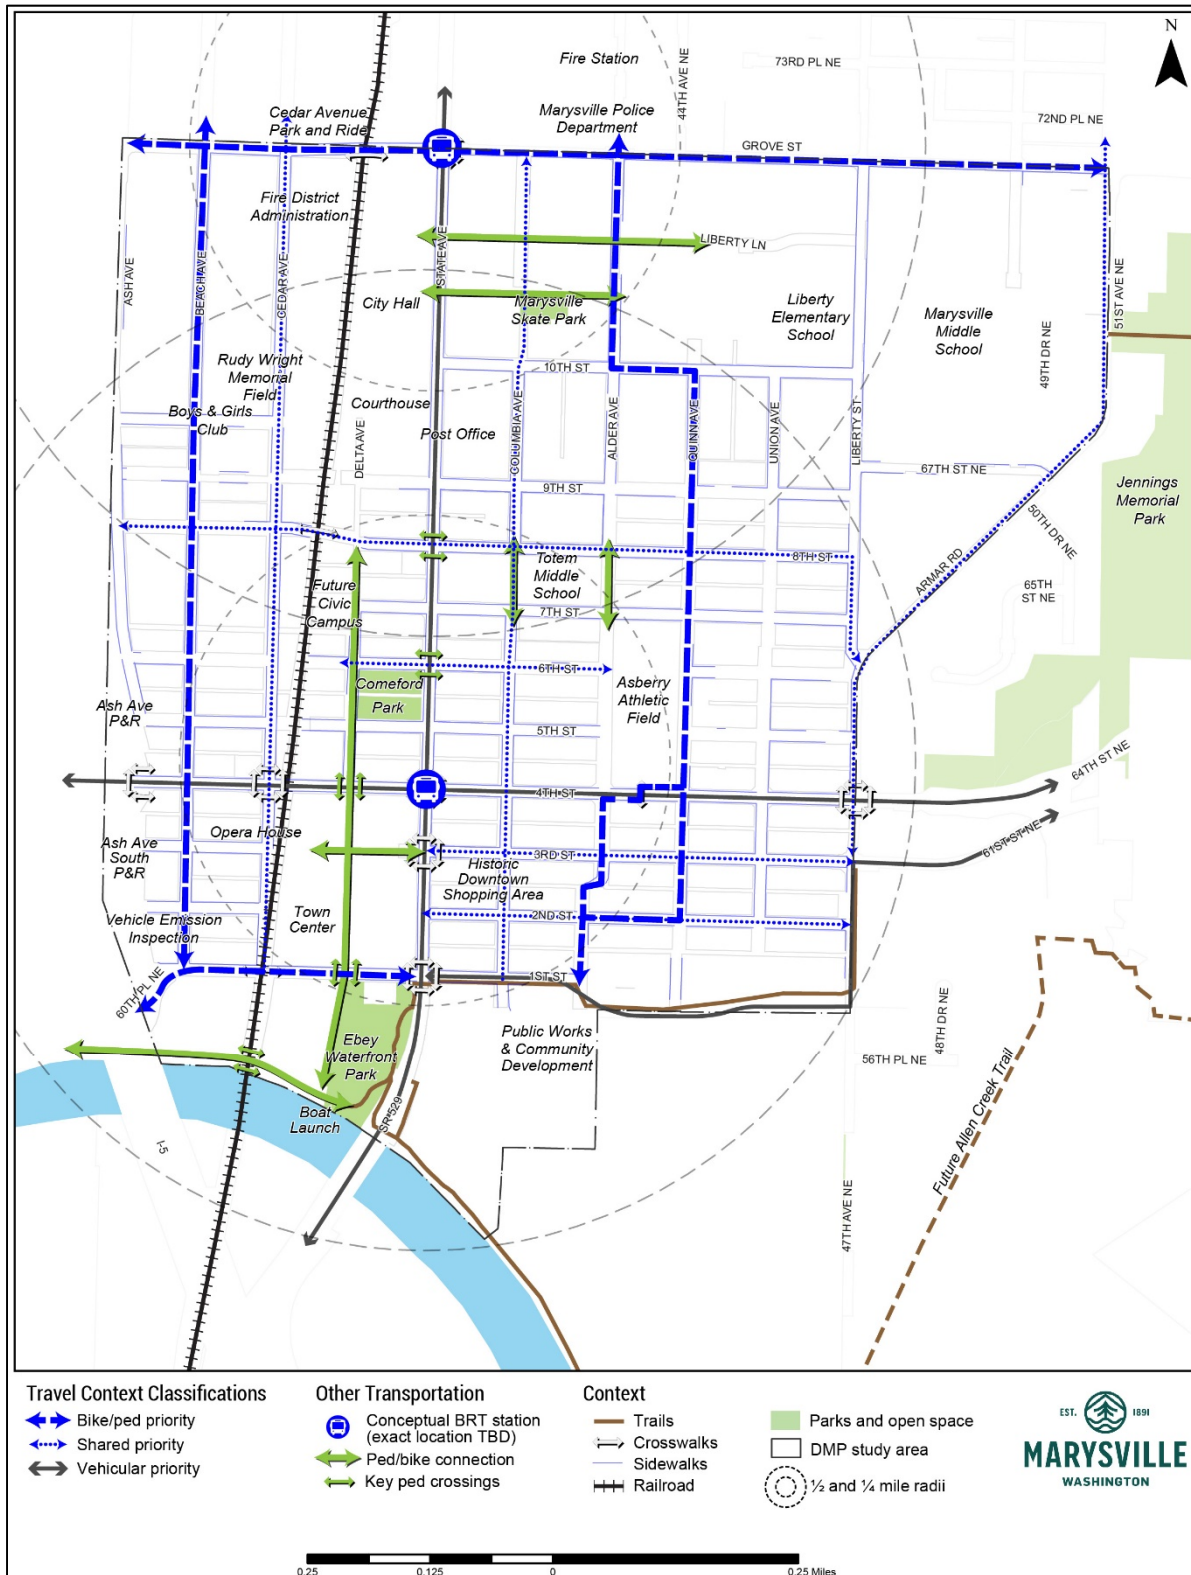 N
Fire Station
44TH AVE NE
73RD PL NE
Cedar Avenue
Park and Ride
Marysville Police
Department
72ND PL NE
GROVE ST
Fire District
Administration
STATE AVE
LIBERTY LN
ASH AVE
BEACH AVE
CEDAR AVE
51ST AVE NE
City Hall
Marysville
Skate Park
Liberty
Elementary
School
Marysville
Middle
School
49TH DR NE
Rudy Wright
Memorial
Field
10TH ST
Boys & Girls
Club
Courthouse
Post Office
DELTA AVE
COLUMBIA AVE
ALDER AVE
QUINN AVE
UNION AVE
LIBERTY ST
67TH ST NE
9TH ST
Jennings
Memorial
Park
50TH DR NE
8TH ST
ARMAR RD
Totem
Middle
School
Future
Civic
Campus
7TH ST
65TH
ST NE
6TH ST
Comeford
Park
Asberry
Athletic
Field
Ash Ave
P&R
5TH ST
64TH ST NE
4TH ST
Opera House
61ST ST NE
Ash Ave
South
P&R
3RD ST
Historic
Downtown
Shopping Area
Town
Center
2ND ST
Vehicle Emission
Inspection
1ST ST
60TH PL NE
Ebey
Waterfront
Park
Public Works
& Community
Development
48TH DR NE
56TH PL NE
Boat
Launch
SR 529
I-5
Future Allen Creek Trail
47TH AVE NE
Travel Context Classifications
Bike/ped priority
Shared priority
Vehicular priority
Other Transportation
Conceptual BRT station
(exact location TBD)
Ped/bike connection
Key ped crossings
Context
Trails
Crosswalks
Sidewalks
Railroad
Parks and open space
DMP study area
½ and ¼ mile radii
EST. 1891
MARYSVILLE
WASHINGTON
0.25 0.125 0 0.25 Miles